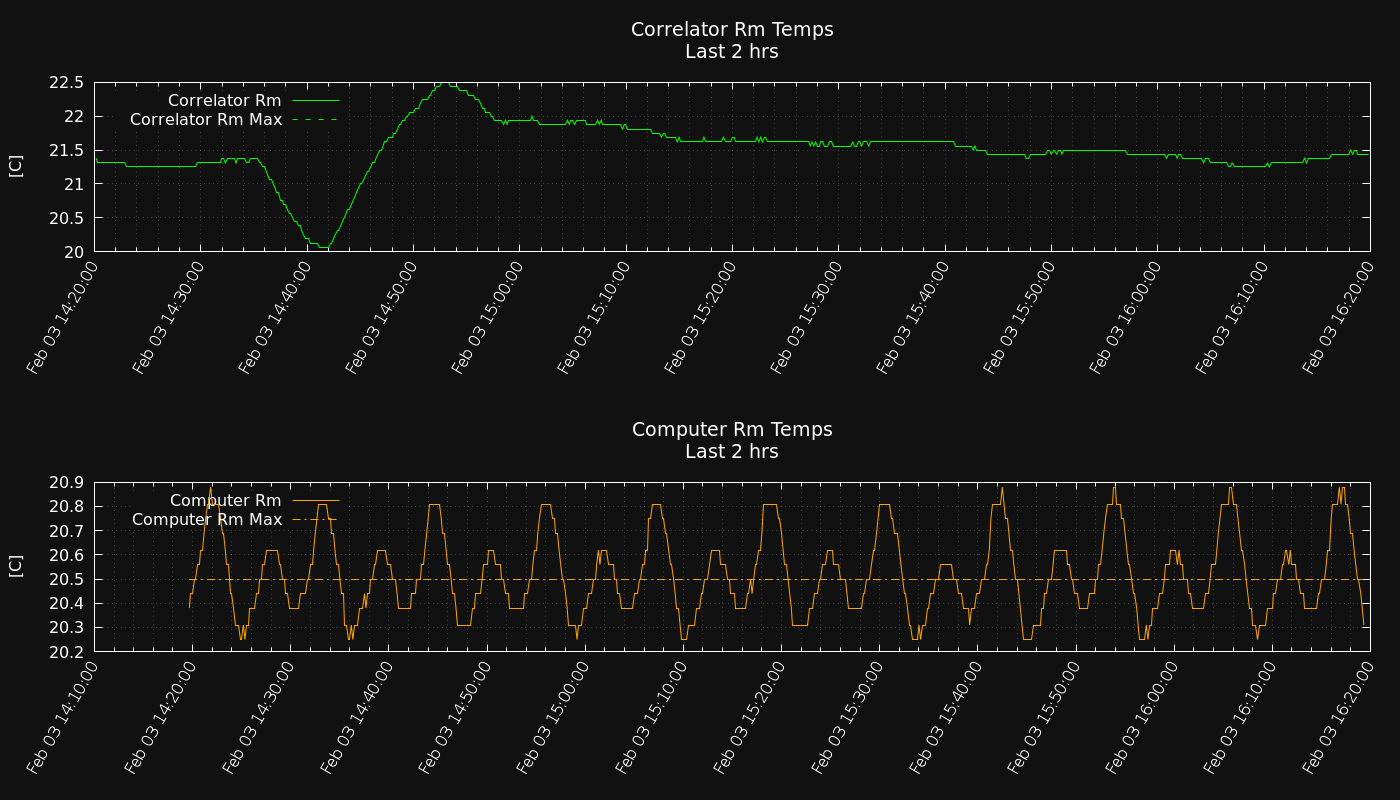 Correlator Rm Temps
Last 2 hrs
Correlator Rm
Correlator Rm Max
[C]
22.5
22
21.5
21
20.5
20
Feb 03 14:20:00
Feb 03 14:30:00
Feb 03 14:40:00
Feb 03 14:50:00
Feb 03 15:00:00
Feb 03 15:10:00
Feb 03 15:20:00
Feb 03 15:30:00
Feb 03 15:40:00
Feb 03 15:50:00
Feb 03 16:00:00
Feb 03 16:10:00
Feb 03 16:20:00
Computer Rm Temps
Last 2 hrs
Computer Rm
Computer Rm Max
[C]
20.9
20.8
20.7
20.6
20.5
20.4
20.3
20.2
Feb 03 14:10:00
Feb 03 14:20:00
Feb 03 14:30:00
Feb 03 14:40:00
Feb 03 14:50:00
Feb 03 15:00:00
Feb 03 15:10:00
Feb 03 15:20:00
Feb 03 15:30:00
Feb 03 15:40:00
Feb 03 15:50:00
Feb 03 16:00:00
Feb 03 16:10:00
Feb 03 16:20:00